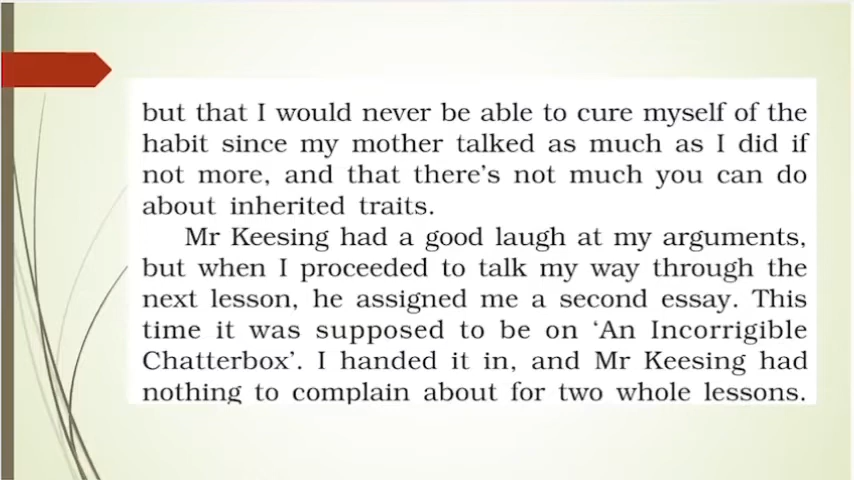 but that I would never be able to cure myself of the
habit since my mother talked as much as I did if
not more, and that there’s not much you can do
about inherited traits.
Mr Keesing had a good laugh at my arguments,
but when I proceeded to talk my way through the
next lesson, he assigned me a second essay. This
time it was supposed to be on ‘An Incorrigible
Chatterbox’. I handed it in, and Mr Keesing had
nothing to complain about for two whole lessons.